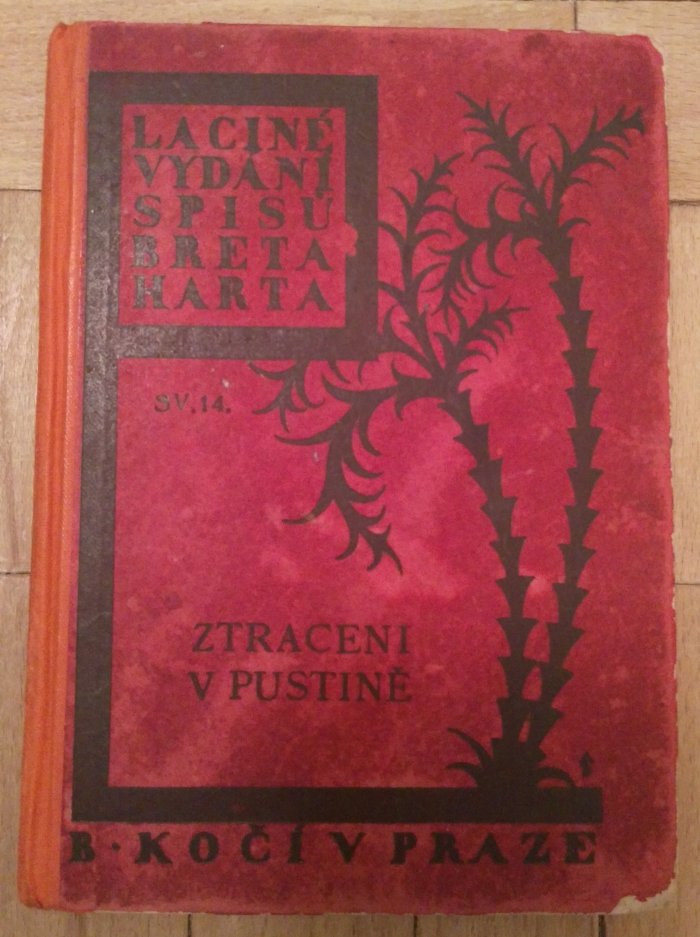 LACINÉ
VYDÁNÍ
SPISŮ
BRETA
HARTA
SV. 14.
ZTRACENI
V PUSTINĚ
B · KOČÍ V PRAZE